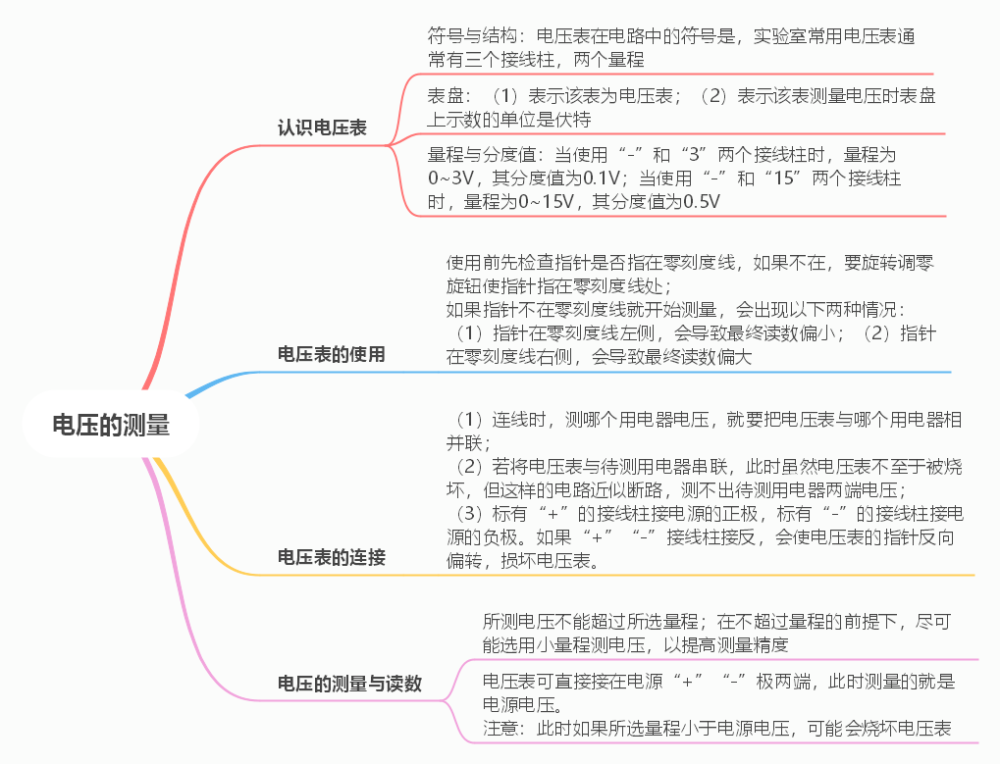 符号与结构：电压表在电路中的符号是，实验室常用电压表通
常有三个接线柱，两个量程
表盘：（1）表示该表为电压表；（2）表示该表测量电压时表盘
上示数的单位是伏特
认识电压表
量程与分度值：当使用“-”和“3”两个接线柱时，量程为
0~3V，其分度值为0.1V；当使用“-”和“15”两个接线柱
时，量程为0~15V，其分度值为0.5V
使用前先检查指针是否指在零刻度线，如果不在，要旋转调零
旋钮使指针指在零刻度线处；
如果指针不在零刻度线就开始测量，会出现以下两种情况：
（1）指针在零刻度线左侧，会导致最终读数偏小；（2）指针
在零刻度线右侧，会导致最终读数偏大
电压表的使用
电压的测量
（1）连线时，测哪个用电器电压，就要把电压表与哪个用电器相
并联；
（2）若将电压表与待测用电器串联，此时虽然电压表不至于被烧
坏，但这样的电路近似断路，测不出待测用电器两端电压；
（3）标有“+”的接线柱接电源的正极，标有“-”的接线柱接电
源的负极。如果“+”“-”接线柱接反，会使电压表的指针反向
偏转，损坏电压表。
电压表的连接
所测电压不能超过所选量程；在不超过量程的前提下，尽可
能选用小量程测电压，以提高测量精度
电压的测量与读数
电压表可直接接在电源“+”“-”极两端，此时测量的就是
电源电压。
注意：此时如果所选量程小于电源电压，可能会烧坏电压表